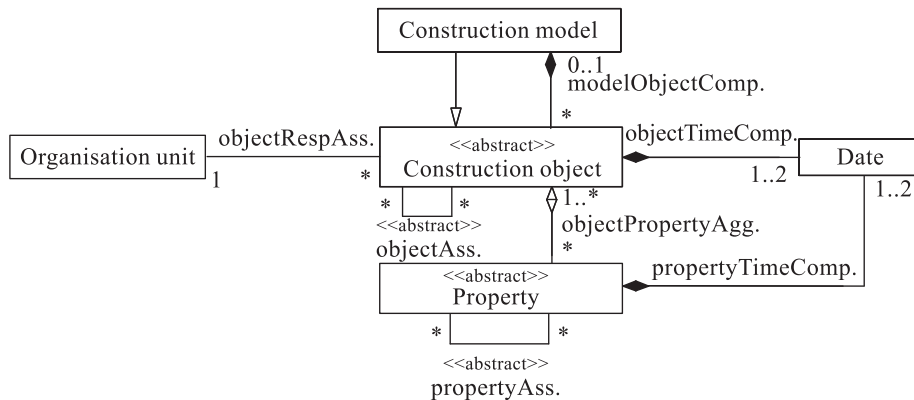 Construction model
0..1
modelObjectComp.
*
objectRespAss.
<<abstract>>
objectTimeComp.
Organisation unit
Construction object
Date
1
*
1..2
1..2
*
*
1..*
<<abstract>>
objectAss.
objectPropertyAgg.
*
<<abstract>>
Property
propertyTimeComp.
*
*
<<abstract>>
propertyAss.